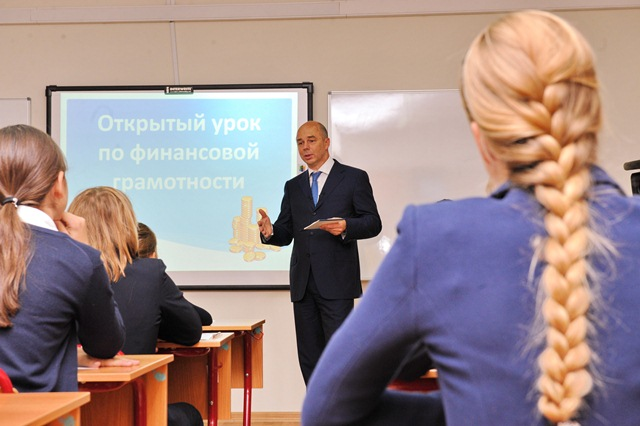 Открытый урок
по финансовой
грамотности